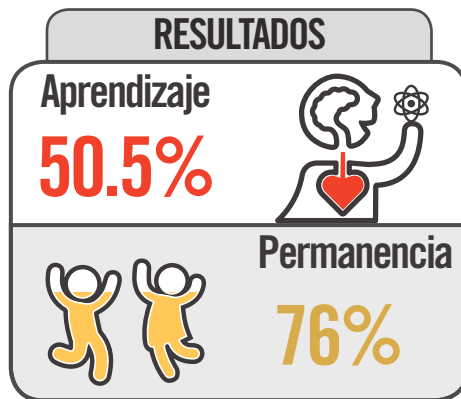 RESULTADOS
Aprendizaje
50.5%
Permanencia
76%